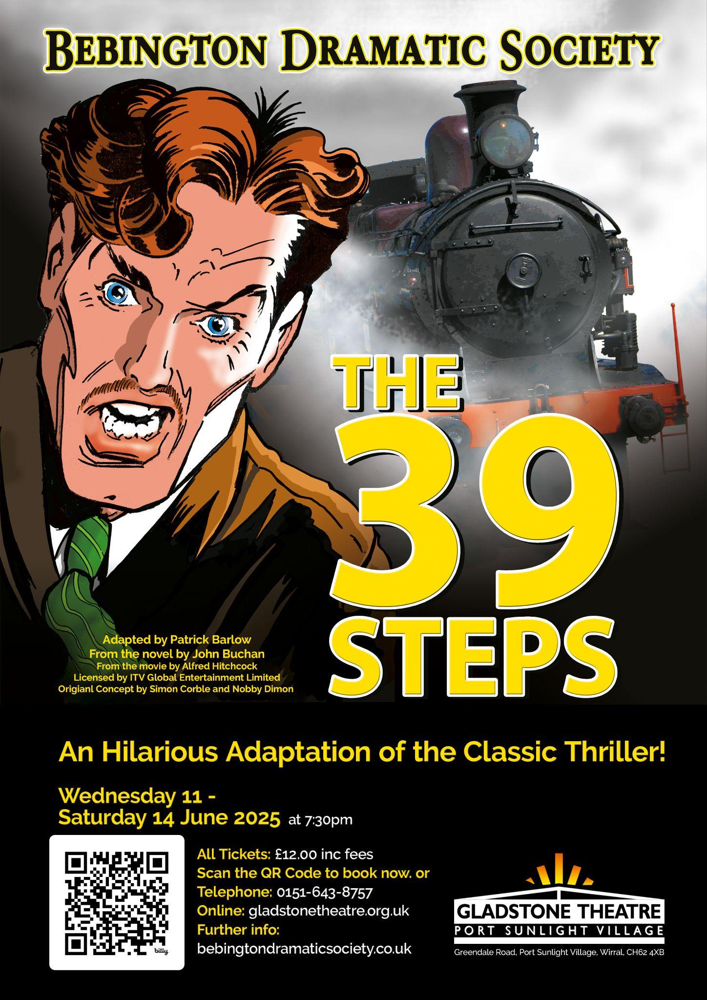 BEBINGTON DRAMATIC SOCIETY
THE
39
STEPS
Adapted by Patrick Barlow
From the novel by John Buchan
From the movie by Alfred Hitchcock
Licensed by ITV Global Entertainment Limited
Origianl Concept by Simon Corble and Nobby Dimon
An Hilarious Adaptation of the Classic Thriller!
Wednesday 11 -
Saturday 14 June 2025 at 7:30pm
All Tickets: £12.00 inc fees
Scan the QR Code to book now. or
Telephone: 0151-643-8757
Online: gladstonetheatre.org.uk
Further info:
bebingtondramaticsociety.co.uk
bitly
GLADSTONE THEATRE
PORT SUNLIGHT VILLAGE
Greendale Road, Port Sunlight Village, Wirral, CH62 4XB